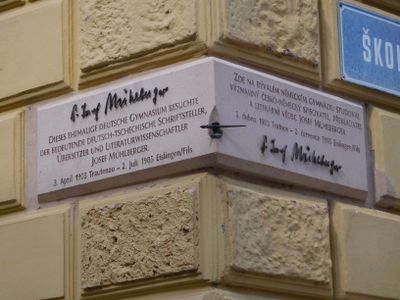 Josef Mühlberger
DIESES EHEMALIGE DEUTSCHE GYMNASIUM BESUCHTE
DER BEDEUTENDE DEUTSCH-TSCHECHISCHE SCHRIFTSTELLER,
ÜBERSETZER UND LITERATURWISSENSCHAFTLER
JOSEF MÜHLBERGER.
3. April 1903 Trautenau – 2. Juli 1985 Eislingen/Fils
ZDE NA BÝVALÉM NĚMECKÉM GYMNÁZIU STUDOVAL
VÝZNAMNÝ ČESKO-NĚMECKÝ SPISOVATEL, PŘEKLADATEL
A LITERÁRNÍ VĚDEC JOSEF MÜHLBERGER.
3. dubna 1903 Trutnov – 2. července 1985 Eislingen/Fils
Josef Mühlberger
ŠKO